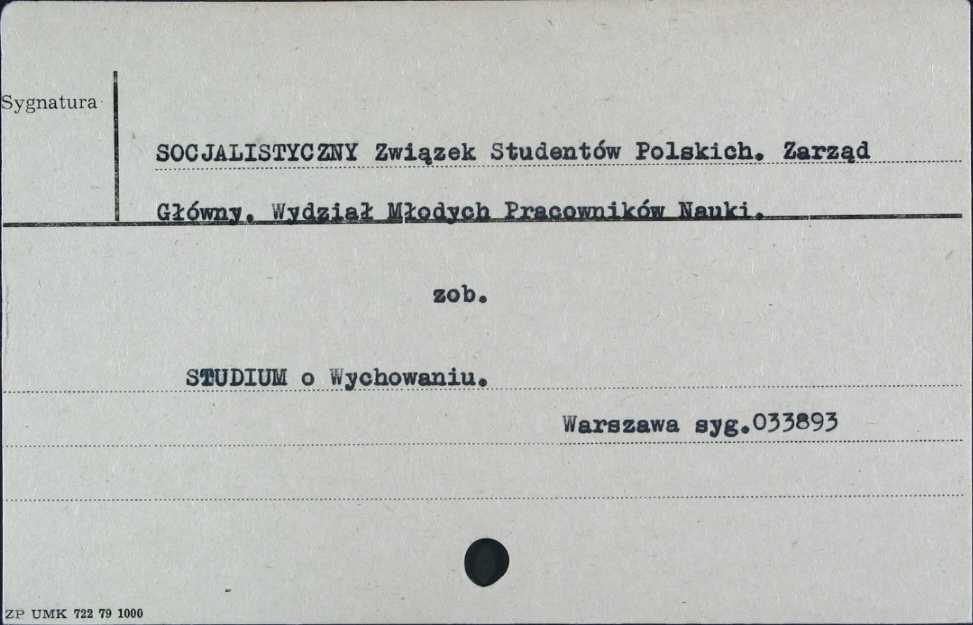 Sygnatura
SOCJALISTYCZNY Związek Studentów Polskich. Zarząd
Główny. Wydział Młodych Pracowników Nauki.
zob.
STUDIUM o Wychowaniu.
Warszawa syg.033893
ZP UMK 722 79 1000